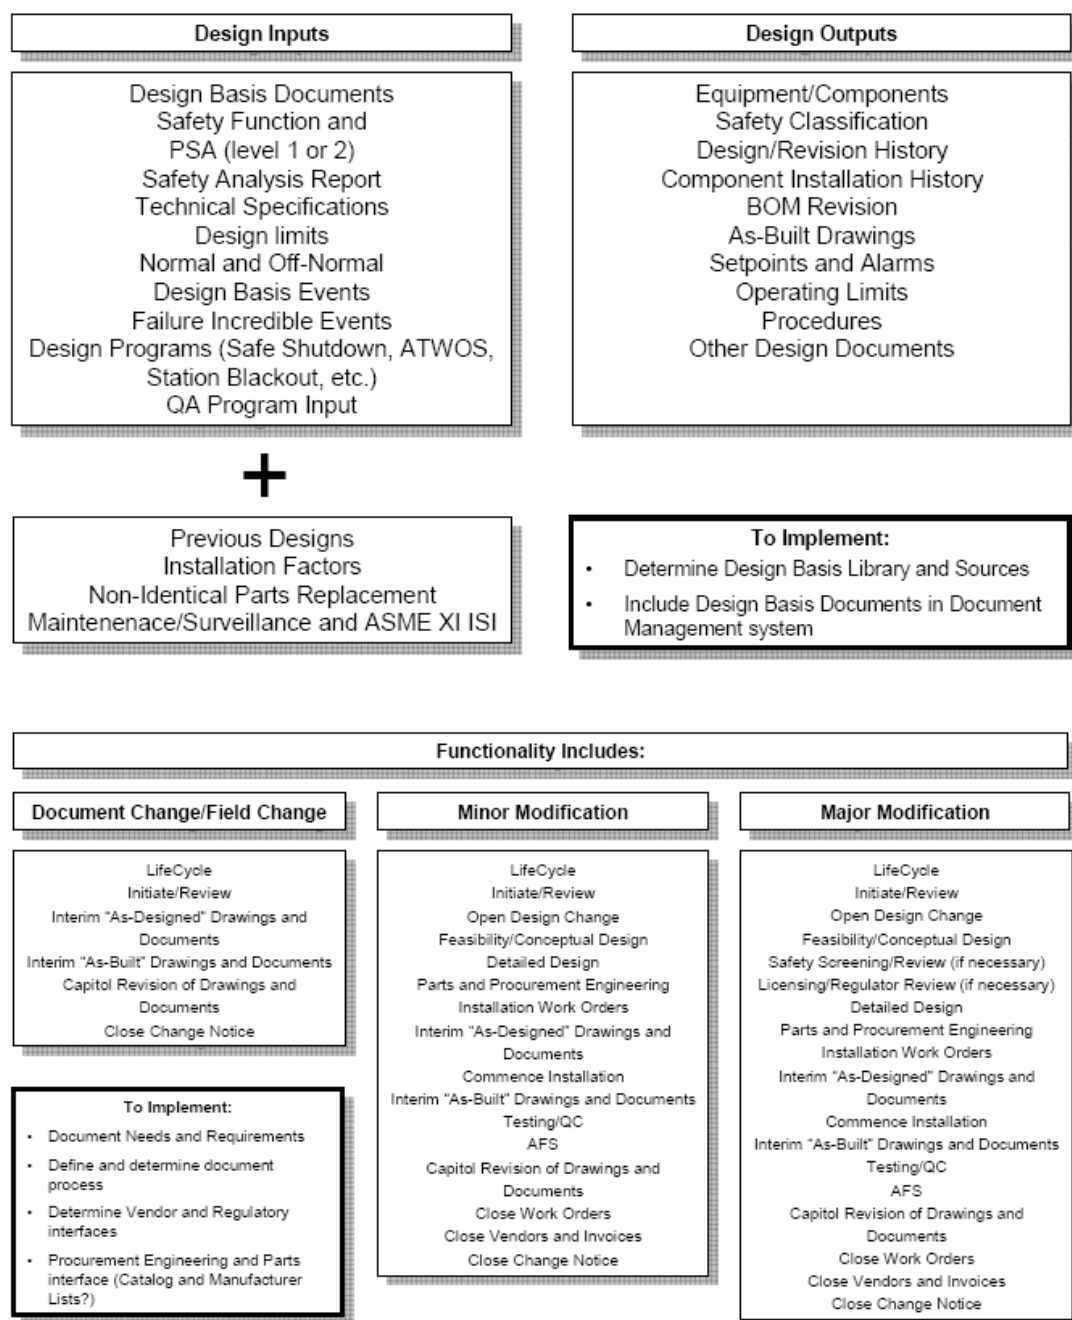 Design Inputs
Design Basis Documents
Safety Function and
PSA (level 1 or 2)
Safety Analysis Report
Technical Specifications
Design limits
Normal and Off-Normal
Design Basis Events
Failure Incredible Events
Design Programs (Safe Shutdown, ATWOS,
Station Blackout, etc.)
QA Program Input
+
Previous Designs
Installation Factors
Non-Identical Parts Replacement
Maintenenace/Surveillance and ASME XI ISI
Design Outputs
Equipment/Components
Safety Classification
Design/Revision History
Component Installation History
BOM Revision
As-Built Drawings
Setpoints and Alarms
Operating Limits
Procedures
Other Design Documents
To Implement:
• Determine Design Basis Library and Sources
• Include Design Basis Documents in Document
Management system
Functionality Includes:
Document Change/Field Change
LifeCycle
Initiate/Review
Interim "As-Designed" Drawings and
Documents
Interim "As-Built" Drawings and Documents
Capitol Revision of Drawings and
Documents
Close Change Notice
To Implement:
• Document Needs and Requirements
• Define and determine document
process
• Determine Vendor and Regulatory
interfaces
• Procurement Engineering and Parts
interface (Catalog and Manufacturer
Lists?)
Minor Modification
LifeCycle
Initiate/Review
Open Design Change
Feasibility/Conceptual Design
Detailed Design
Parts and Procurement Engineering
Installation Work Orders
Interim "As-Designed" Drawings and
Documents
Commence Installation
Interim "As-Built" Drawings and Documents
Testing/QC
AFS
Capitol Revision of Drawings and
Documents
Close Work Orders
Close Vendors and Invoices
Close Change Notice
Major Modification
LifeCycle
Initiate/Review
Open Design Change
Feasibility/Conceptual Design
Safety Screening/Review (if necessary)
Licensing/Regulator Review (if necessary)
Detailed Design
Parts and Procurement Engineering
Installation Work Orders
Interim "As-Designed" Drawings and
Documents
Commence Installation
Interim "As-Built" Drawings and Documents
Testing/QC
AFS
Capitol Revision of Drawings and
Documents
Close Work Orders
Close Vendors and Invoices
Close Change Notice